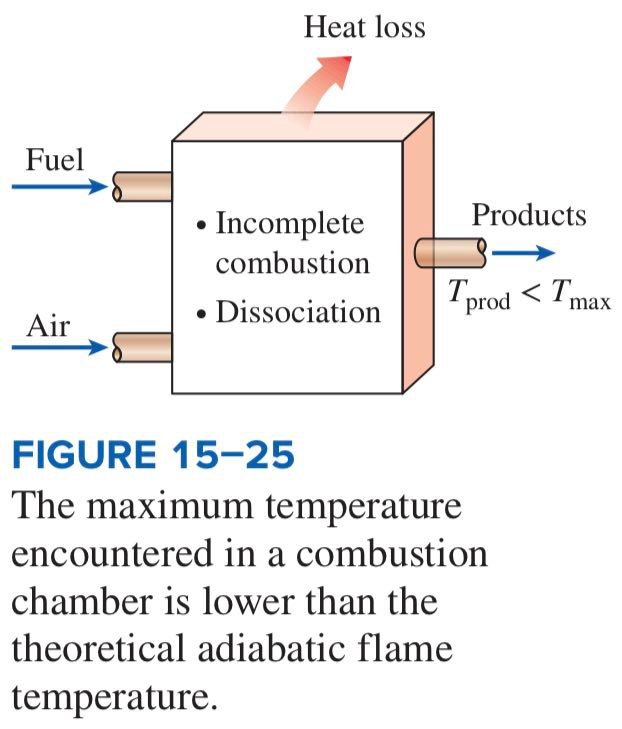 Heat loss
Fuel
• Incomplete
combustion
• Dissociation
Products
Tprod < Tmax
Air
FIGURE 15–25
The maximum temperature
encountered in a combustion
chamber is lower than the
theoretical adiabatic flame
temperature.